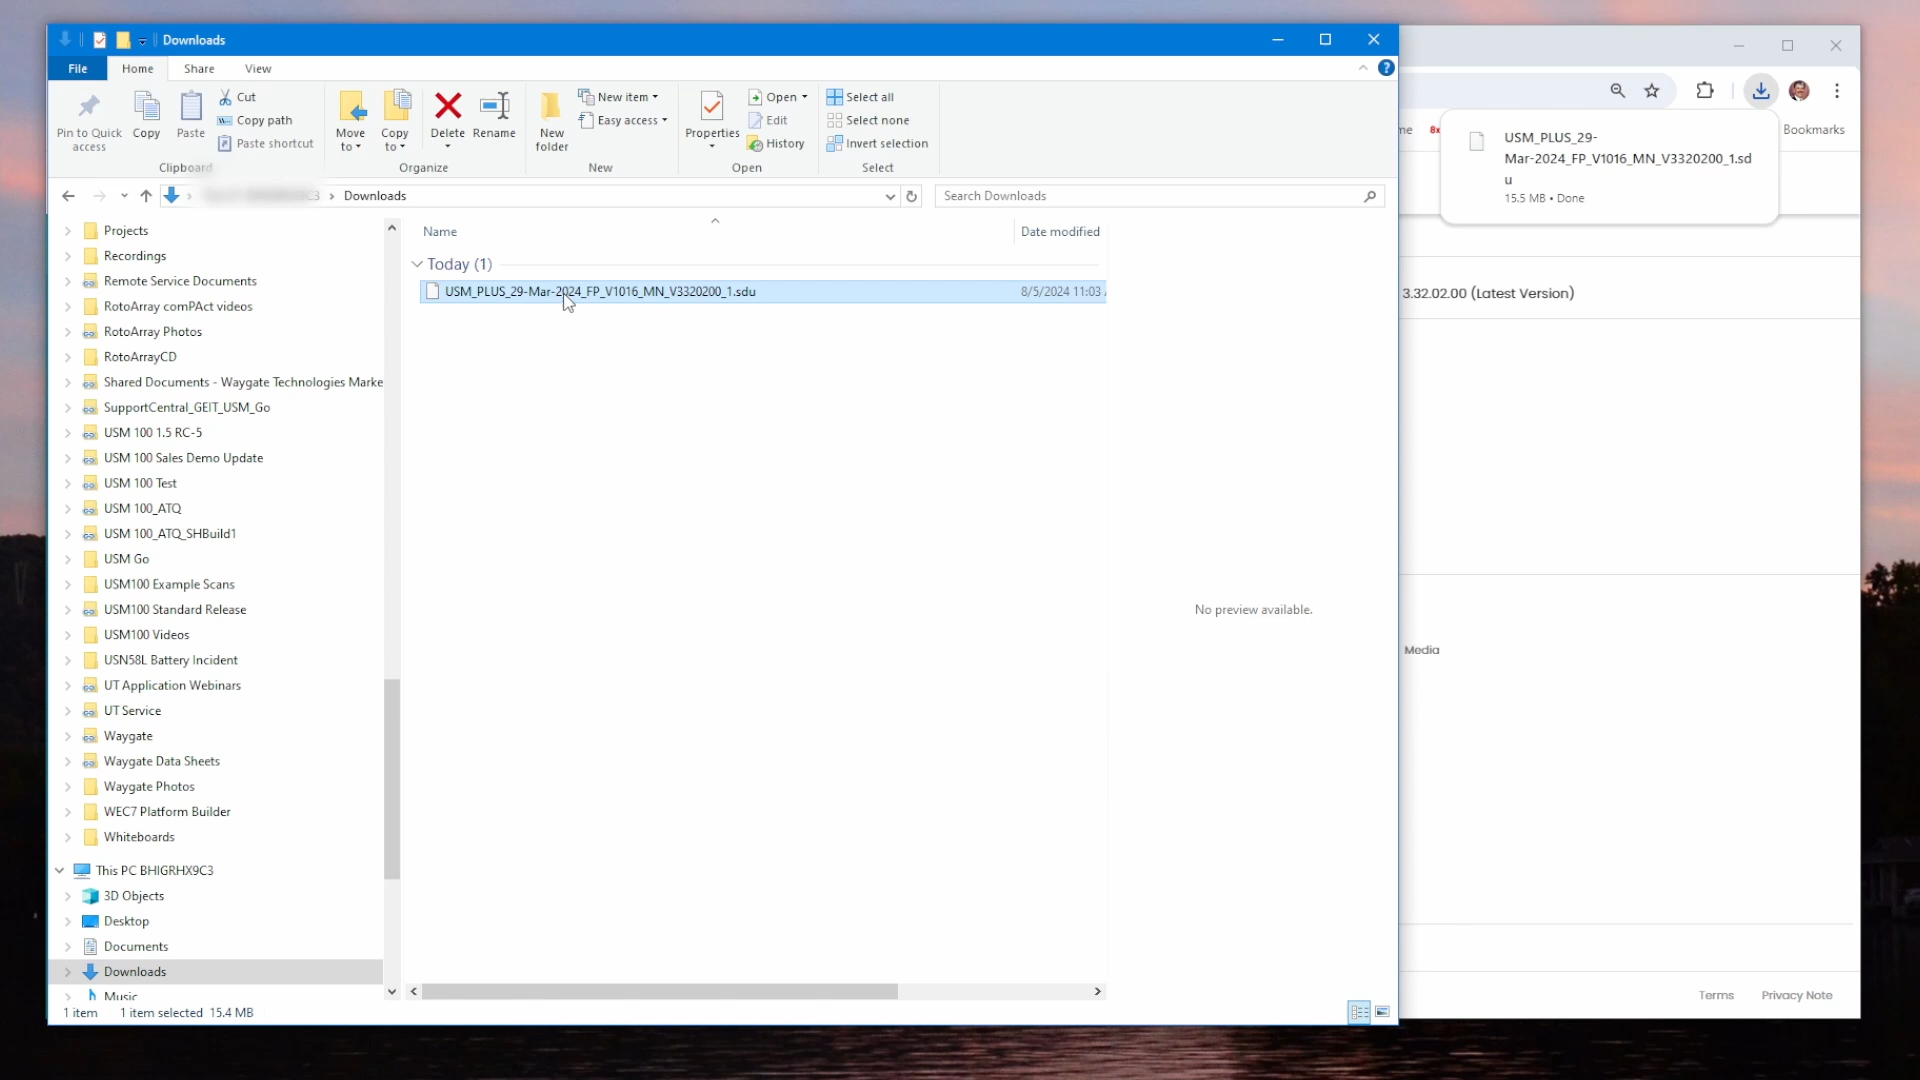 Downloads
File
Home
Share
View
Pin to Quick
access
Copy
Paste
Cut
Copy path
Paste shortcut
Clipboard
Move
to
Copy
to
Delete
Rename
Organize
New
folder
New item
Easy access
New
Properties
Open
Edit
History
Open
Select all
Select none
Invert selection
Select
Downloads
Search Downloads
Projects
Recordings
Remote Service Documents
RotoArray comPAct videos
RotoArray Photos
RotoArrayCD
Shared Documents - Waygate Technologies Marke
SupportCentral_GEIT_USM_Go
USM 100 1.5 RC-5
USM 100 Sales Demo Update
USM 100 Test
USM 100_ATQ
USM 100_ATQ_SHBuild1
USM Go
USM100 Example Scans
USM100 Standard Release
USM100 Videos
USN58L Battery Incident
UT Application Webinars
UT Service
Waygate
Waygate Data Sheets
Waygate Photos
WEC7 Platform Builder
Whiteboards
This PC BHIGRHX9C3
3D Objects
Desktop
Documents
Downloads
Music
1 item 1 item selected 15.4 MB
Name
Date modified
Today (1)
USM_PLUS_29-Mar-2024_FP_V1016_MN_V3320200_1.sdu
8/5/2024 11:03
No preview available.
me
8x
Bookmarks
USM_PLUS_29-
Mar-2024_FP_V1016_MN_V3320200_1.sd
u
15.5 MB • Done
3.32.02.00 (Latest Version)
Media
Terms
Privacy Note